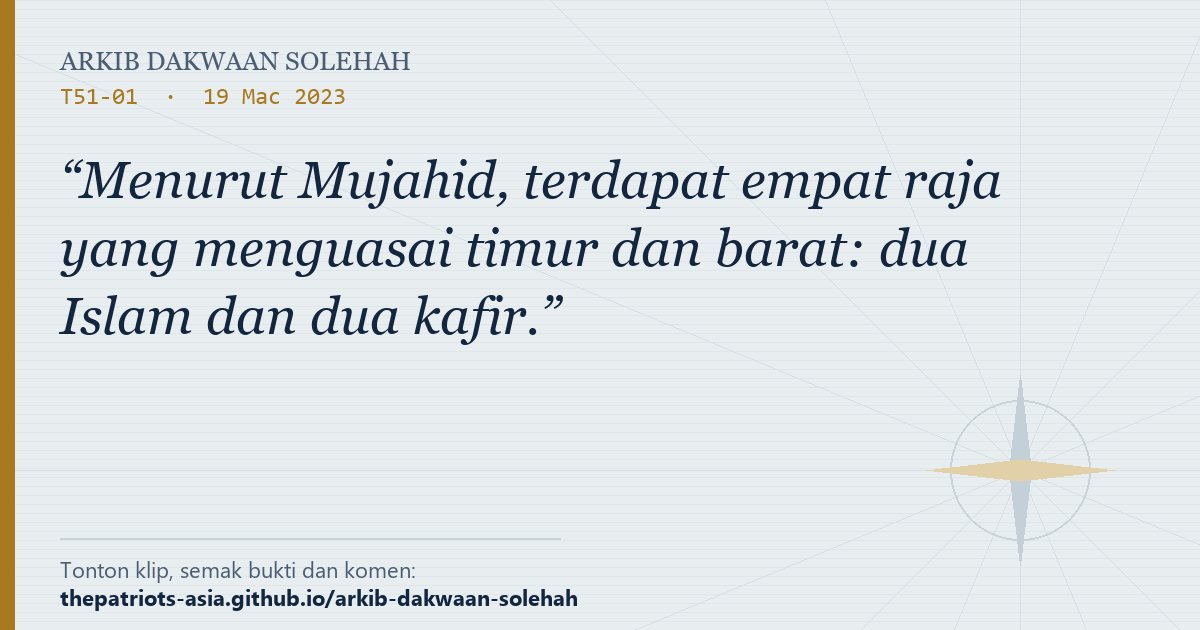 ARKIB DAKWAAN SOLEHAH
T51-01 · 19 Mac 2023
“Menurut Mujahid, terdapat empat raja
yang menguasai timur dan barat: dua
Islam dan dua kafir.”
Tonton klip, semak bukti dan komen:
thepatriots-asia.github.io/arkib-dakwaan-solehah